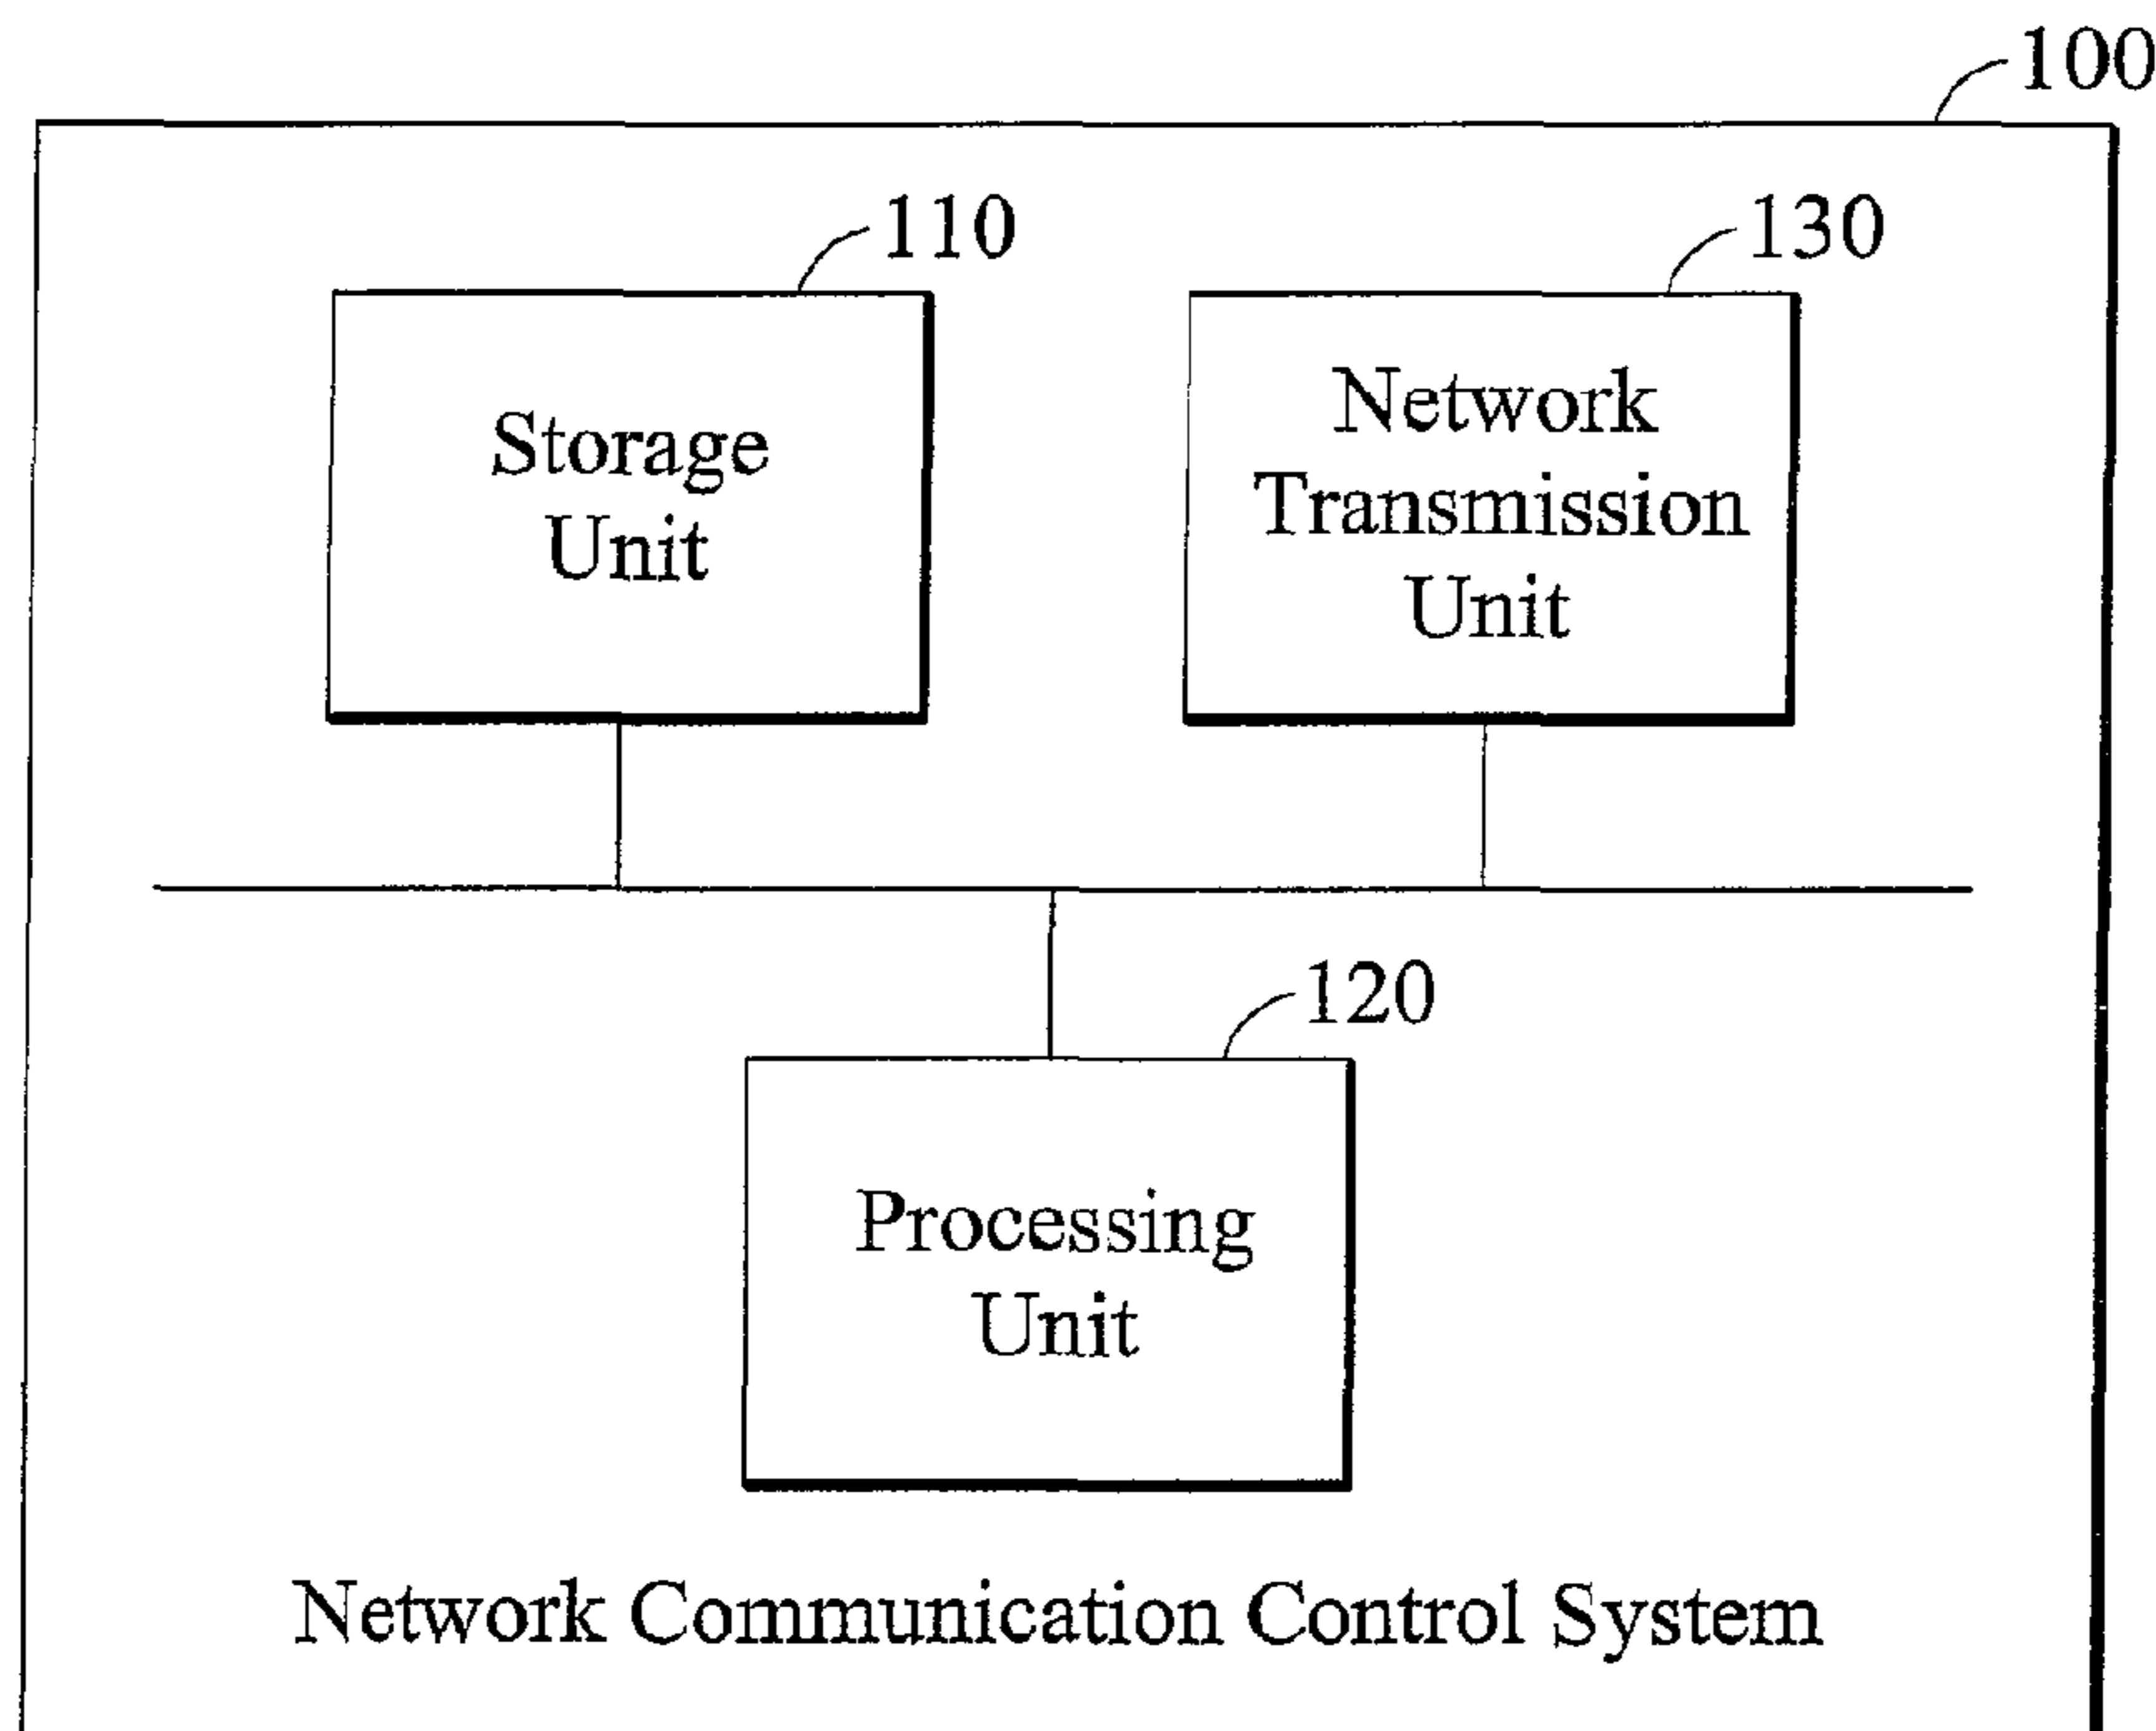 100
110
130
Storage
Unit
Network
Transmission
Unit
120
Processing
Unit
Network Communication Control System